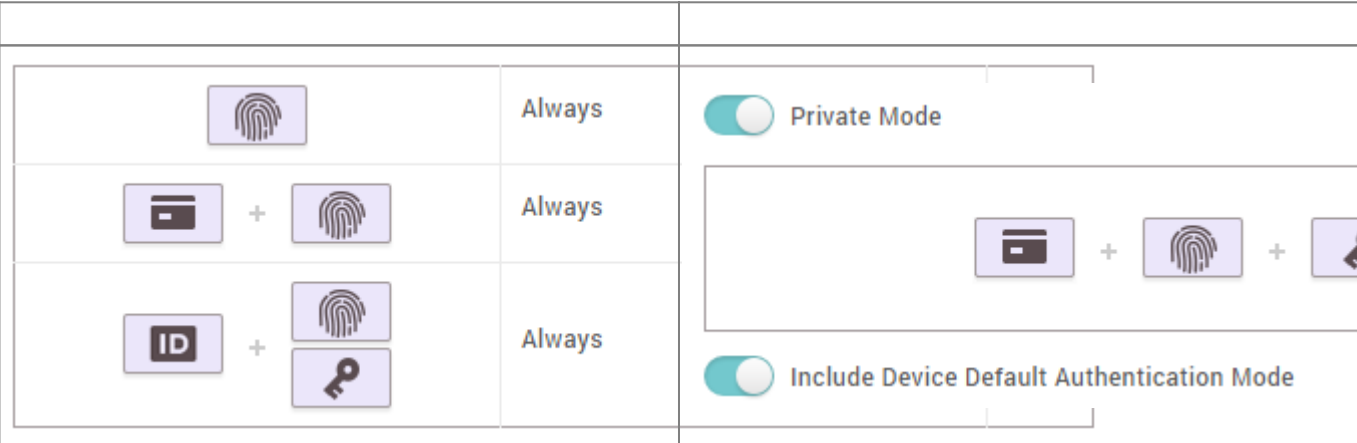 Always
Always
ID
Always
Private Mode
Include Device Default Authentication Mode